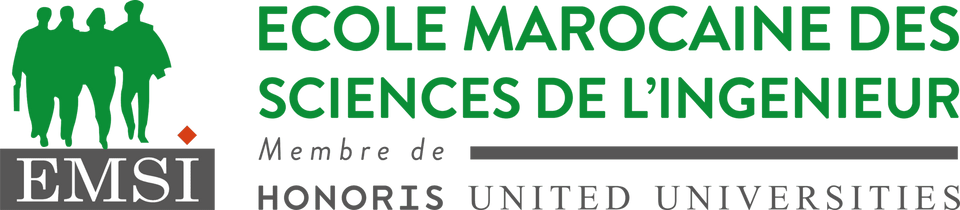 EMSI
ECOLE MAROCAINE DES
SCIENCES DE L'INGENIEUR
Membre de
HONORIS UNITED UNIVERSITIES